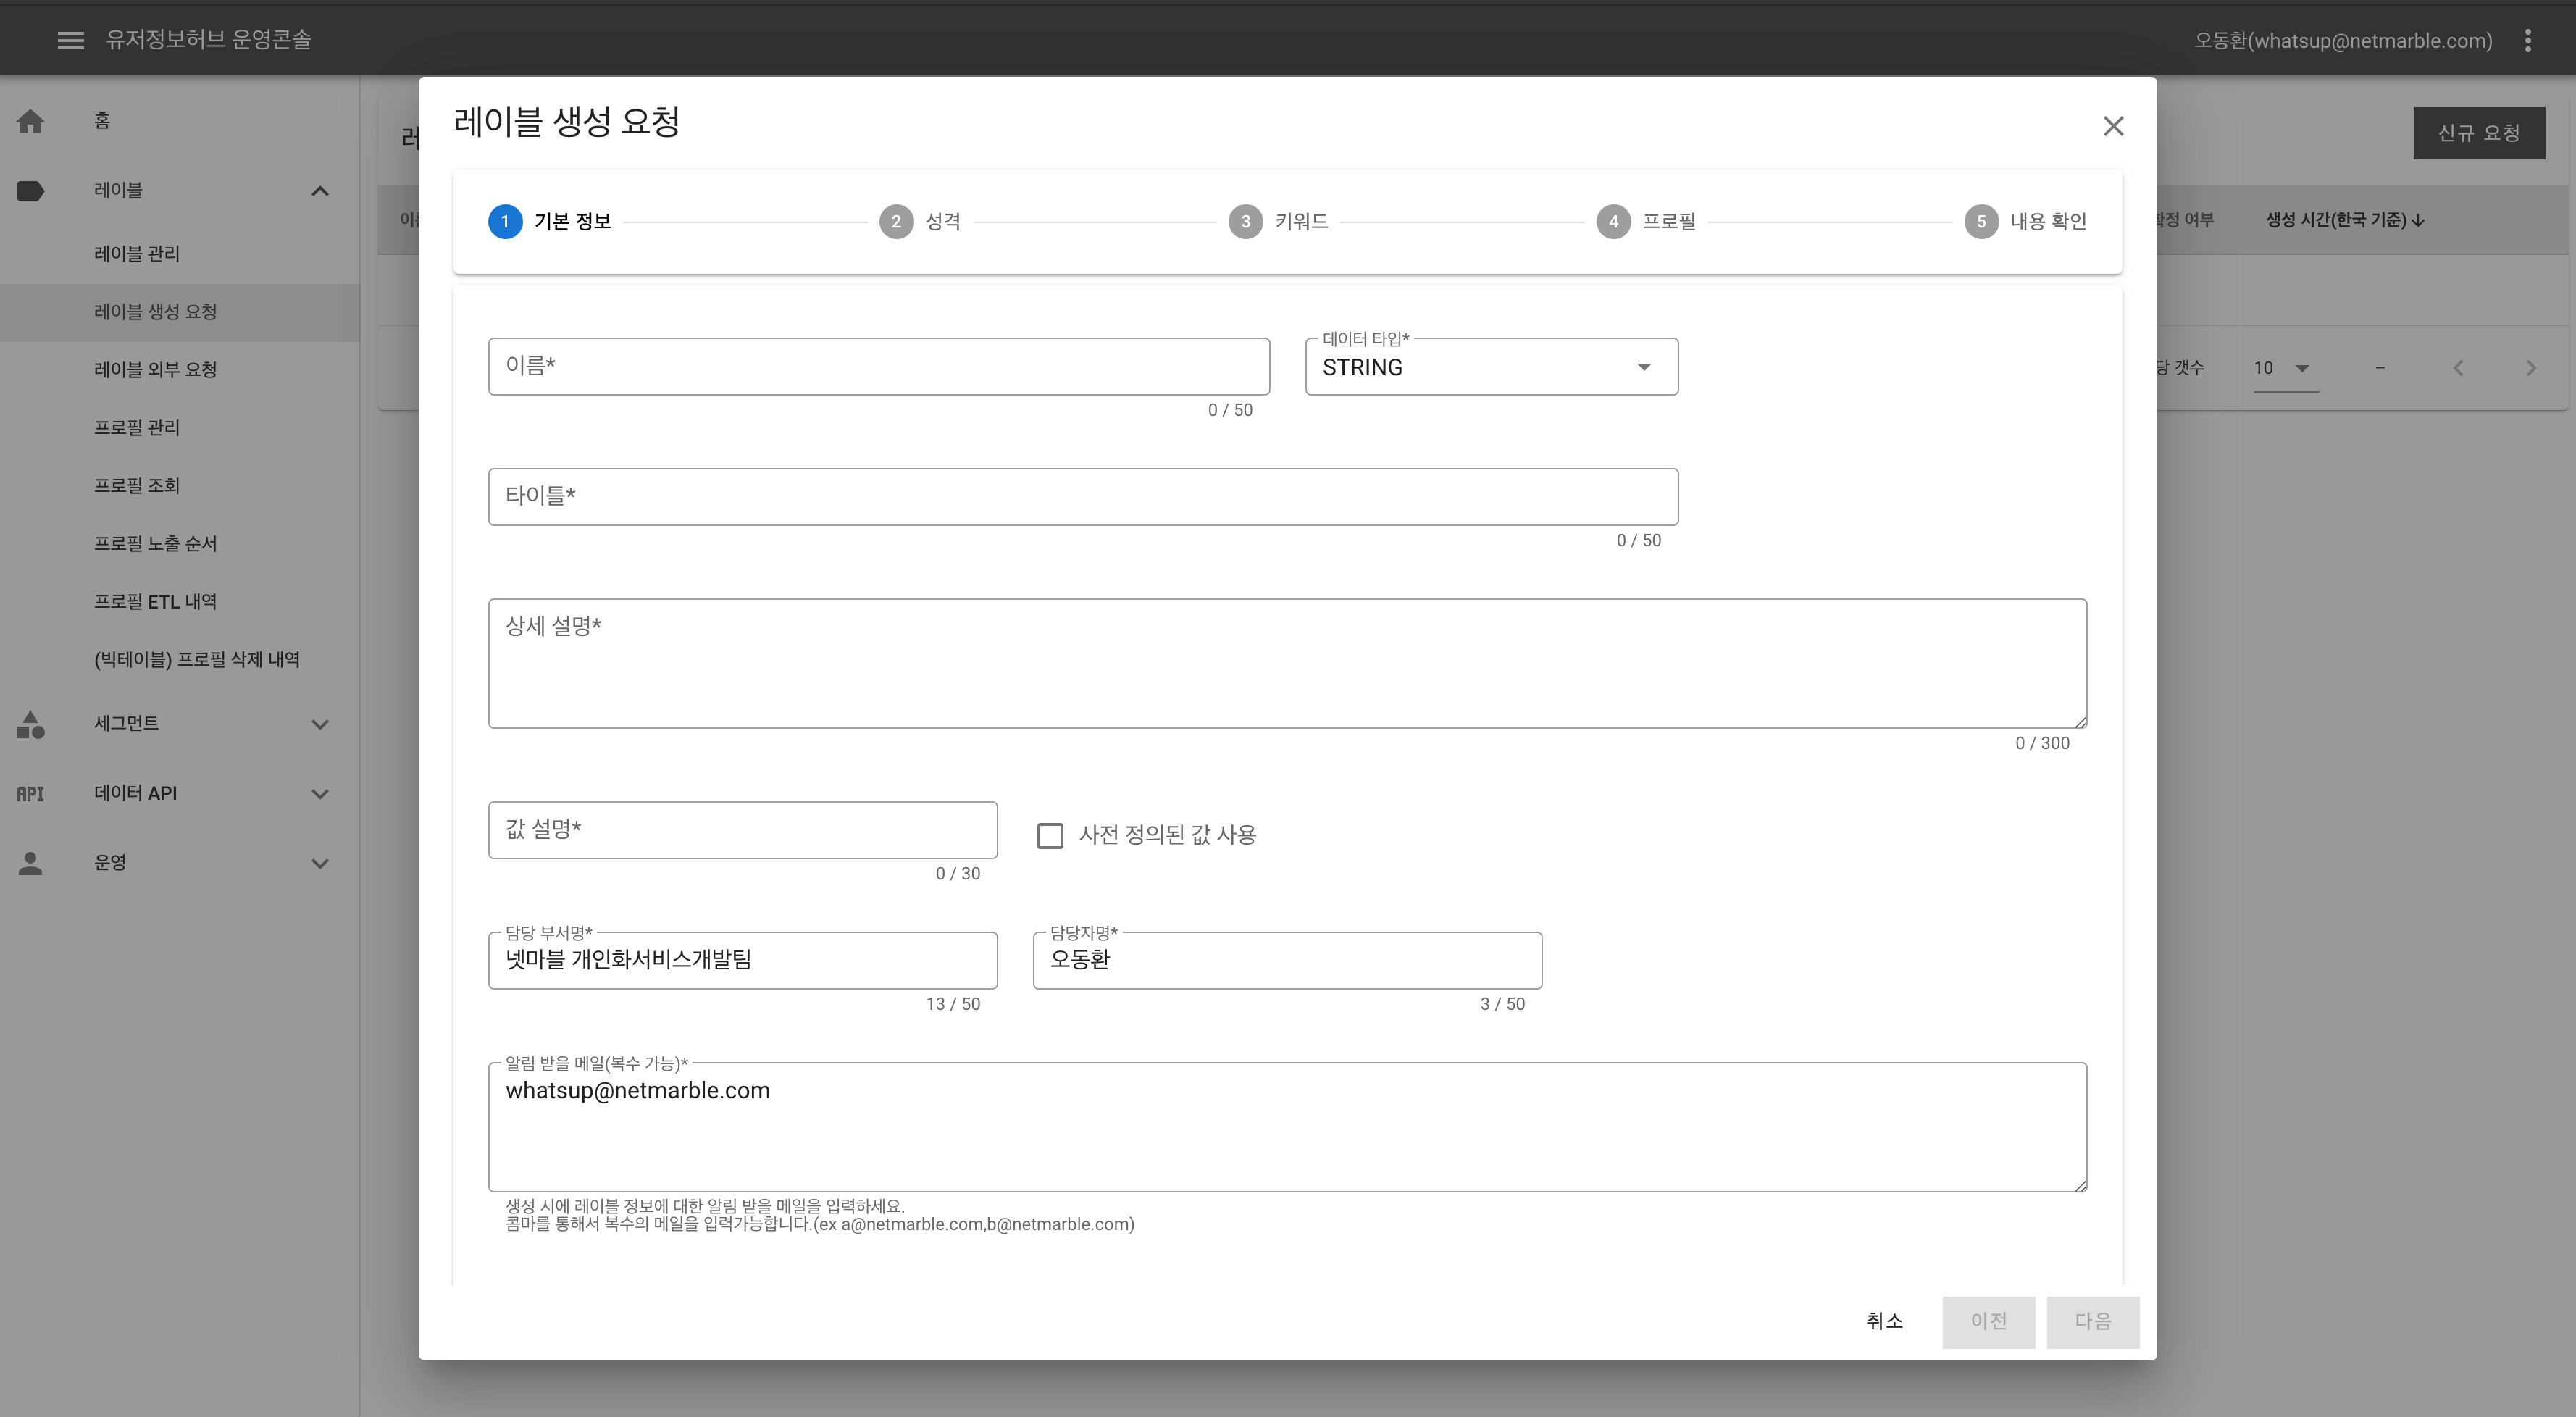 유저정보허브 운영콘솔
오동환(whatsup@netmarble.com)
홈
레이블
레이블 관리
레이블 생성 요청
레이블 외부 요청
프로필 관리
프로필 조회
프로필 노출 순서
프로필 ETL 내역
(빅테이블) 프로필 삭제 내역
세그먼트
API
데이터 API
운영
신규 요청
여부
생성 시간(한국 기준)
당 갯수
10
–
레이블 생성 요청
1 기본 정보
2 성격
3 키워드
4 프로필
5 내용 확인
이름*
0 / 50
데이터 타입*
STRING
타이틀*
0 / 50
상세 설명*
0 / 300
값 설명*
0 / 30
사전 정의된 값 사용
담당 부서명*
넷마블 개인화서비스개발팀
13 / 50
담당자명*
오동환
3 / 50
알림 받을 메일(복수 가능)*
whatsup@netmarble.com
생성 시에 레이블 정보에 대한 알림 받을 메일을 입력하세요.
콤마를 통해서 복수의 메일을 입력가능합니다.(ex a@netmarble.com,b@netmarble.com)
취소
이전
다음